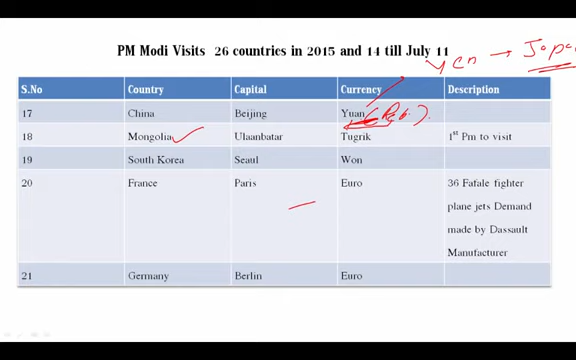 PM Modi Visits 26 countries in 2015 and 14 till July 11
Yen → Japan
S.No Country Capital Currency Description
17 China Beijing Yuan
18 Mongolia Ulaanbatar Tugrik 1st Pm to visit
19 South Korea Seaul Won
20 France Paris Euro 36 Fafale fighter
plane jets Demand
made by Dassault
Manufacturer
21 Germany Berlin Euro